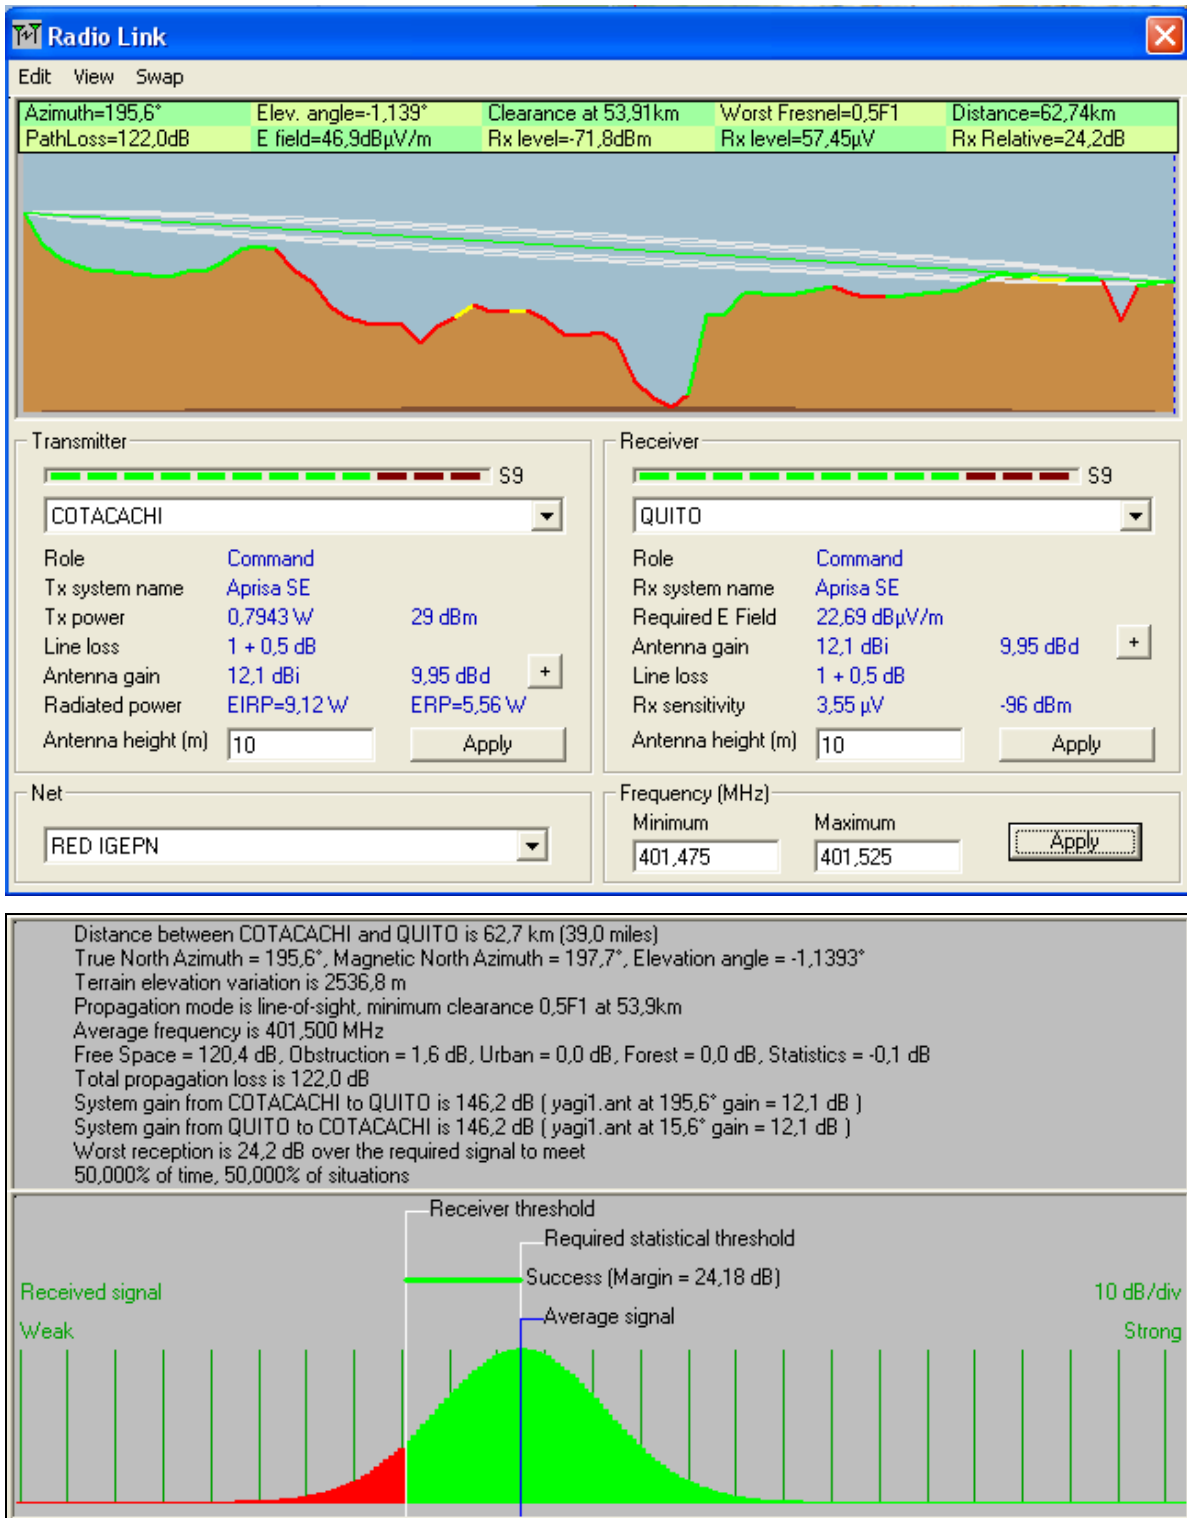 Radio Link
Edit View Swap
Azimuth=195,6° Elev. angle=-1,139° Clearance at 53,91km Worst Fresnel=0,5F1 Distance=62,74km
PathLoss=122,0dB E field=46,9dBµV/m Rx level=-71,8dBm Rx level=57,45µV Rx Relative=24,2dB
Transmitter
S9
COTACACHI
Role Command
Tx system name Aprisa SE
Tx power 0,7943 W 29 dBm
Line loss 1 + 0,5 dB
Antenna gain 12,1 dBi 9,95 dBd +
Radiated power EIRP=9,12 W ERP=5,56 W
Antenna height (m) 10 Apply
Receiver
S9
QUITO
Role Command
Rx system name Aprisa SE
Required E Field 22,69 dBµV/m
Antenna gain 12,1 dBi 9,95 dBd +
Line loss 1 + 0,5 dB
Rx sensitivity 3,55 µV -96 dBm
Antenna height (m) 10 Apply
Net
RED IGEPN
Frequency (MHz)
Minimum Maximum
401,475 401,525 Apply
Distance between COTACACHI and QUITO is 62,7 km (39,0 miles)
True North Azimuth = 195,6°, Magnetic North Azimuth = 197,7°, Elevation angle = -1,1393°
Terrain elevation variation is 2536,8 m
Propagation mode is line-of-sight, minimum clearance 0,5F1 at 53,9km
Average frequency is 401,500 MHz
Free Space = 120,4 dB, Obstruction = 1,6 dB, Urban = 0,0 dB, Forest = 0,0 dB, Statistics = -0,1 dB
Total propagation loss is 122,0 dB
System gain from COTACACHI to QUITO is 146,2 dB ( yagi1.ant at 195,6° gain = 12,1 dB )
System gain from QUITO to COTACACHI is 146,2 dB ( yagi1.ant at 15,6° gain = 12,1 dB )
Worst reception is 24,2 dB over the required signal to meet
50,000% of time, 50,000% of situations
Receiver threshold
Required statistical threshold
Success (Margin = 24,18 dB)
Received signal 10 dB/div
Average signal
Weak Strong